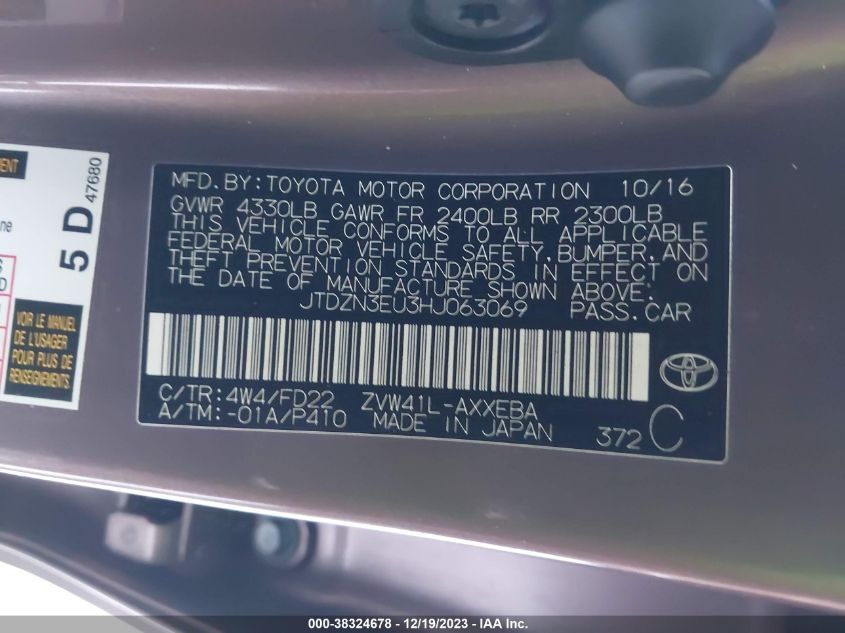 MENT
5 D 47680
ne
S
D
VOIR LE MANUEL
DE L'USAGER
POUR PLUS DE
RENSEIGNEMENTS
MFD. BY: TOYOTA MOTOR CORPORATION 10/16
GVWR 4330LB GAWR FR 2400LB RR 2300LB
THIS VEHICLE CONFORMS TO ALL APPLICABLE
FEDERAL MOTOR VEHICLE SAFETY, BUMPER, AND
THEFT PREVENTION STANDARDS IN EFFECT ON
THE DATE OF MANUFACTURE SHOWN ABOVE.
JTDZN3EU3HJ063069 PASS.CAR
C/TR: 4W4/FD22 ZVW41L-AXXEBA
A/TM: -01A/P410 MADE IN JAPAN 372 C
000-38324678 - 12/19/2023 - IAA Inc.